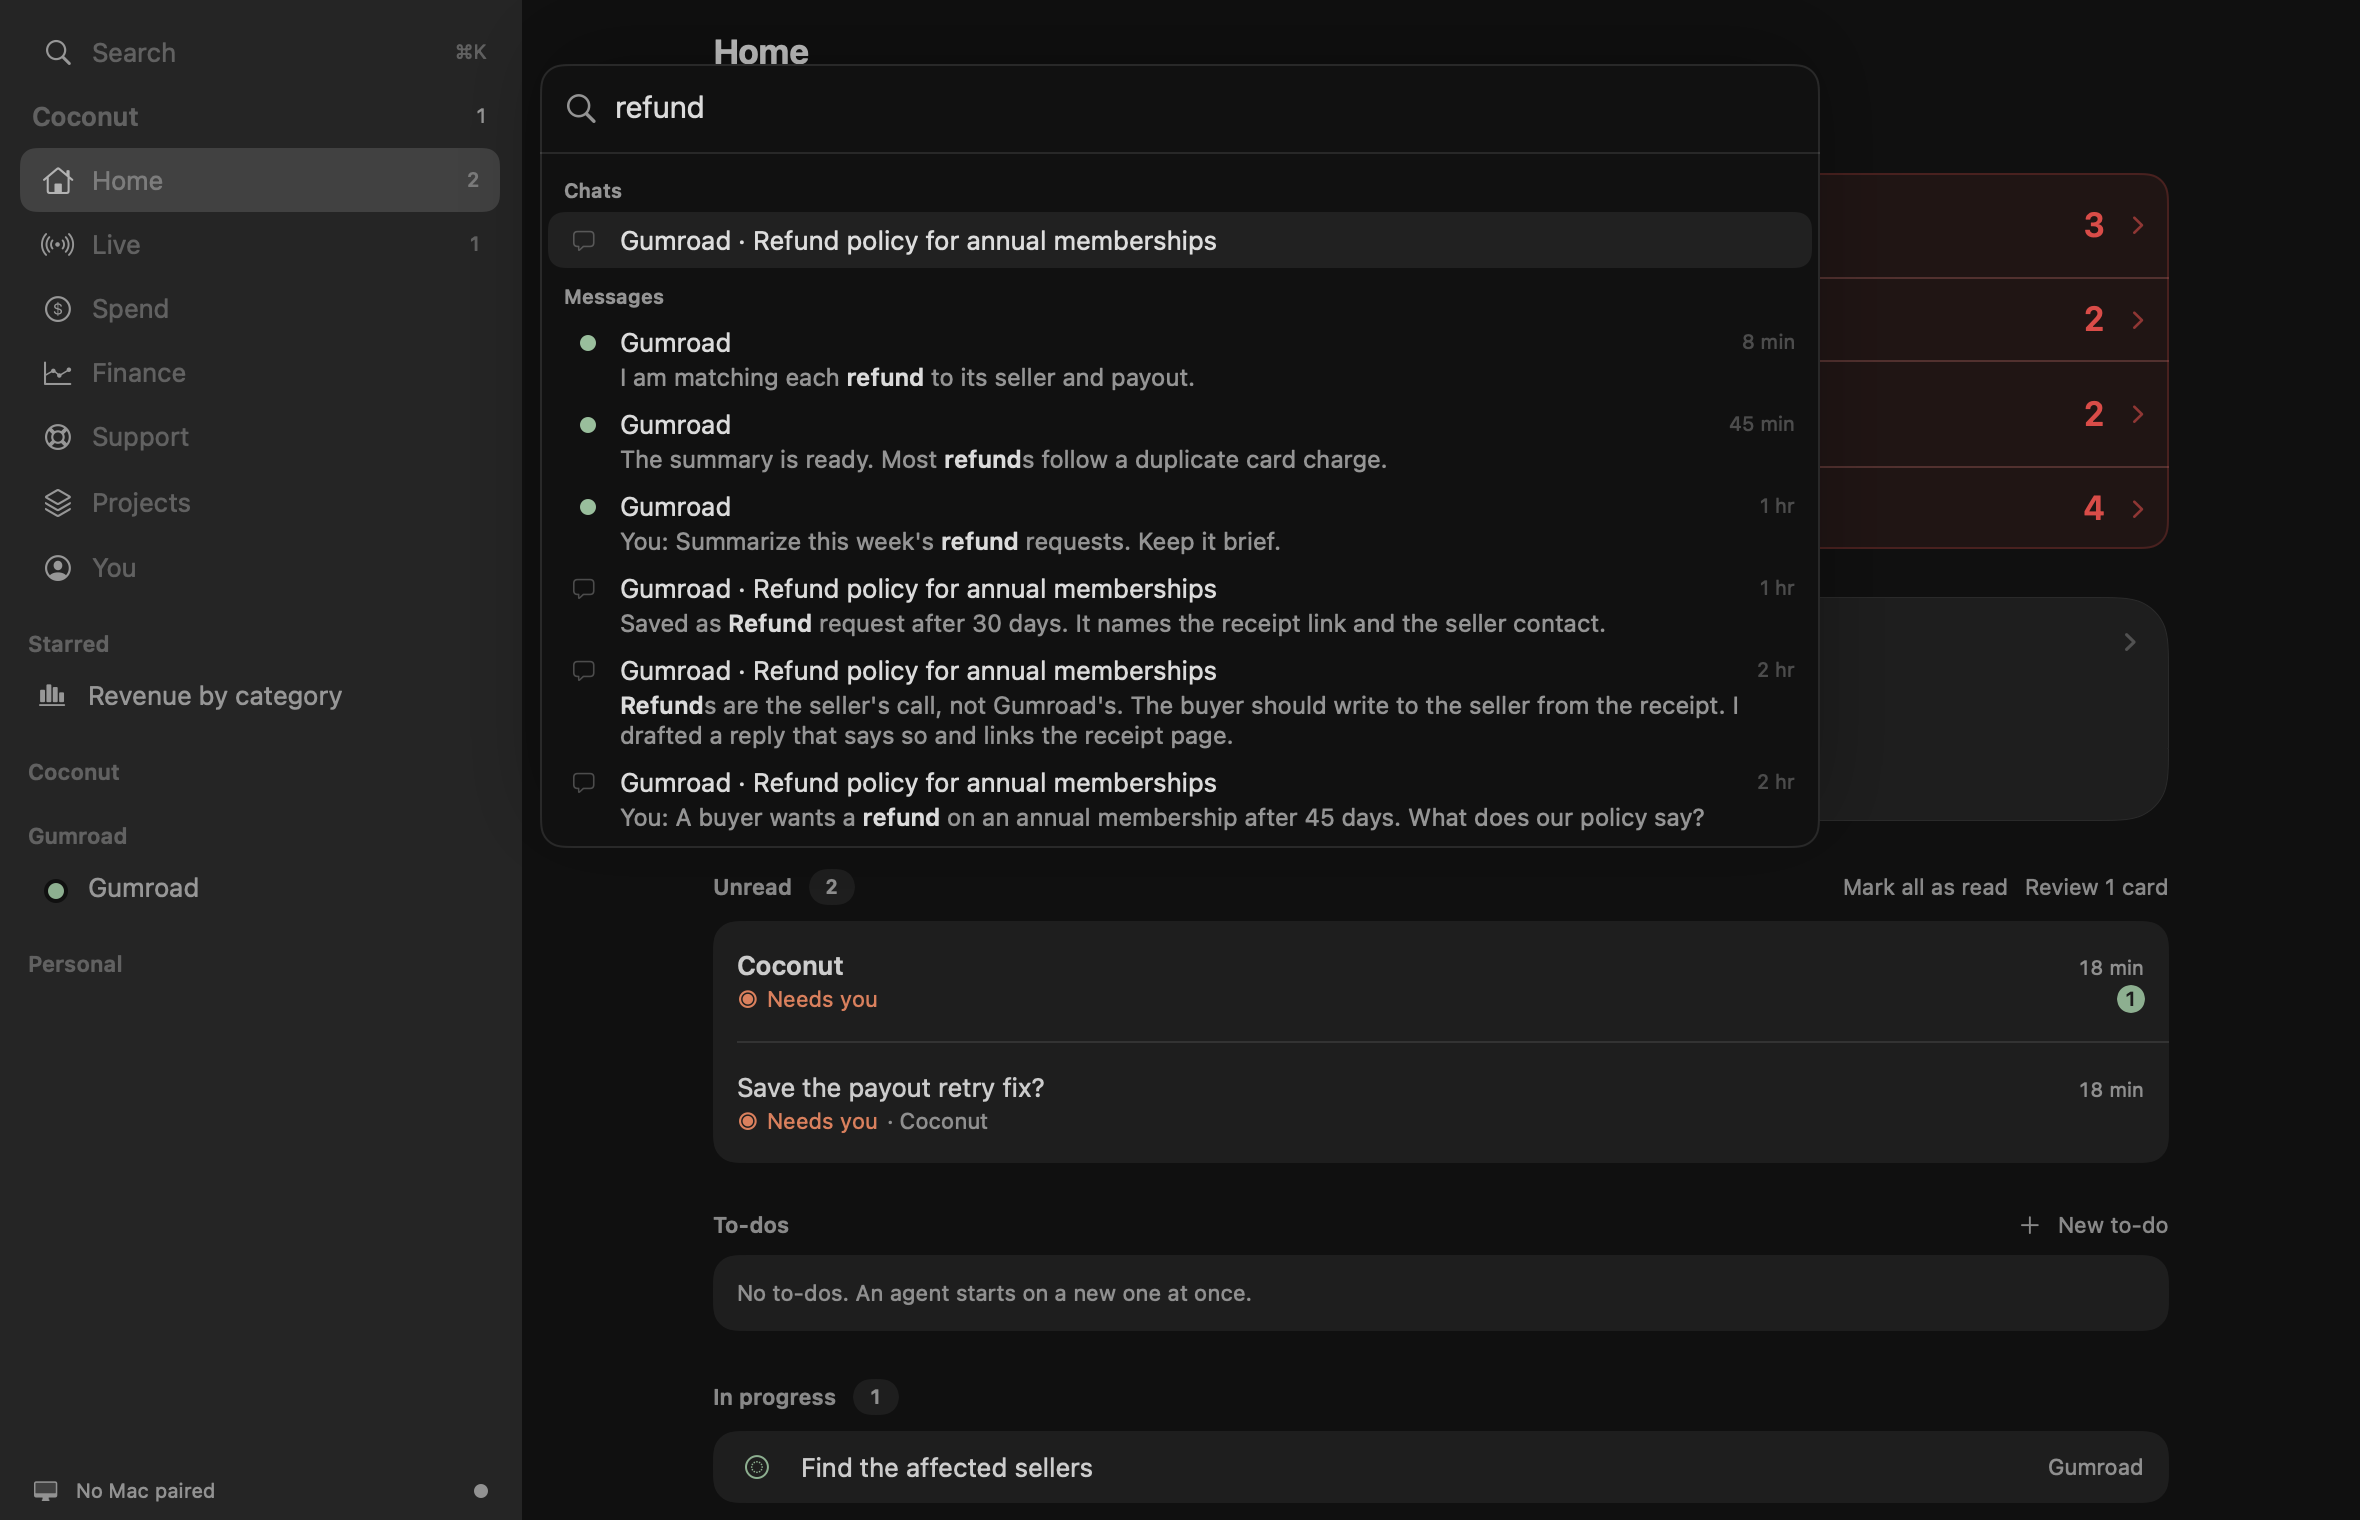 Search ⌘K
Coconut 1
Home 2
Live 1
Spend
Finance
Support
Projects
You
Starred
Revenue by category
Coconut
Gumroad
Gumroad
Personal
No Mac paired
Home
refund
Chats
Gumroad · Refund policy for annual memberships
Messages
Gumroad 8 min
I am matching each refund to its seller and payout.
Gumroad 45 min
The summary is ready. Most refunds follow a duplicate card charge.
Gumroad 1 hr
You: Summarize this week's refund requests. Keep it brief.
Gumroad · Refund policy for annual memberships 1 hr
Saved as Refund request after 30 days. It names the receipt link and the seller contact.
Gumroad · Refund policy for annual memberships 2 hr
Refunds are the seller's call, not Gumroad's. The buyer should write to the seller from the receipt. I
drafted a reply that says so and links the receipt page.
Gumroad · Refund policy for annual memberships 2 hr
You: A buyer wants a refund on an annual membership after 45 days. What does our policy say?
3
2
2
4
Unread 2 Mark all as read Review 1 card
Coconut 18 min
Needs you 1
Save the payout retry fix? 18 min
Needs you · Coconut
To-dos + New to-do
No to-dos. An agent starts on a new one at once.
In progress 1
Find the affected sellers Gumroad